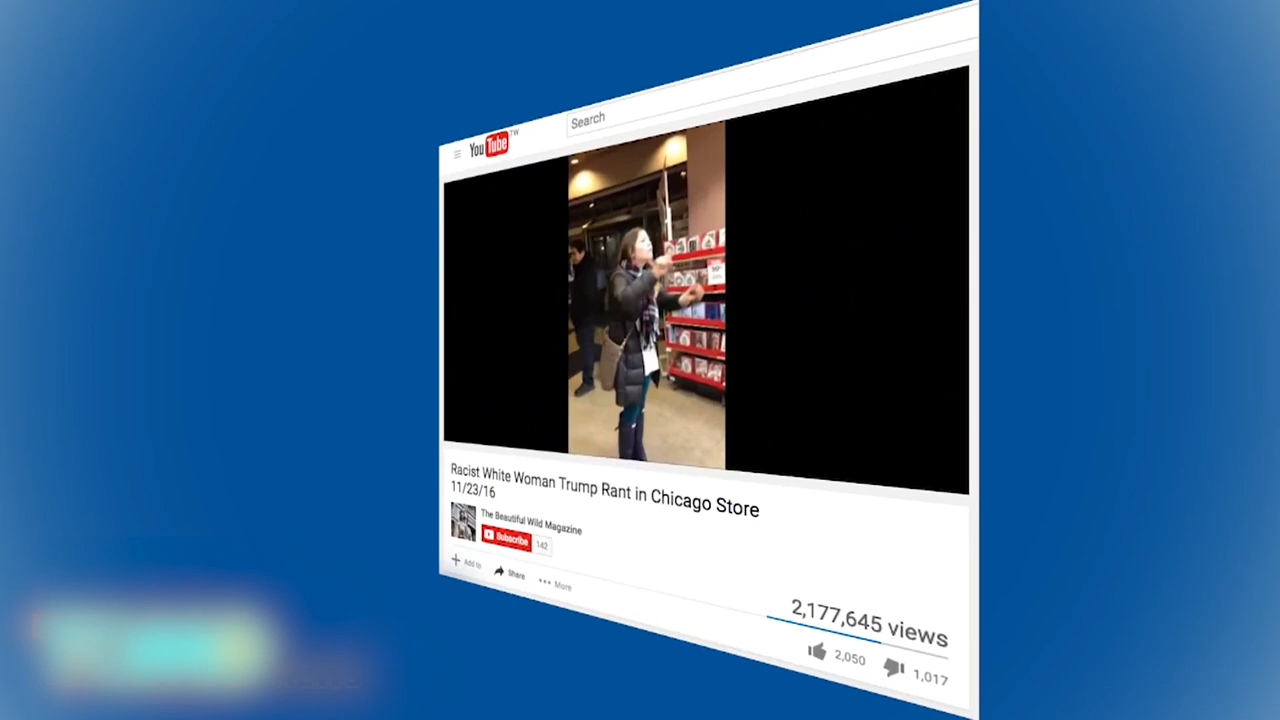 YouTube TW
Search
Racist White Woman Trump Rant in Chicago Store
11/23/16
The Beautiful Wild Magazine
Subscribe 142
Add to Share More
2,177,645 views
2,050 1,017